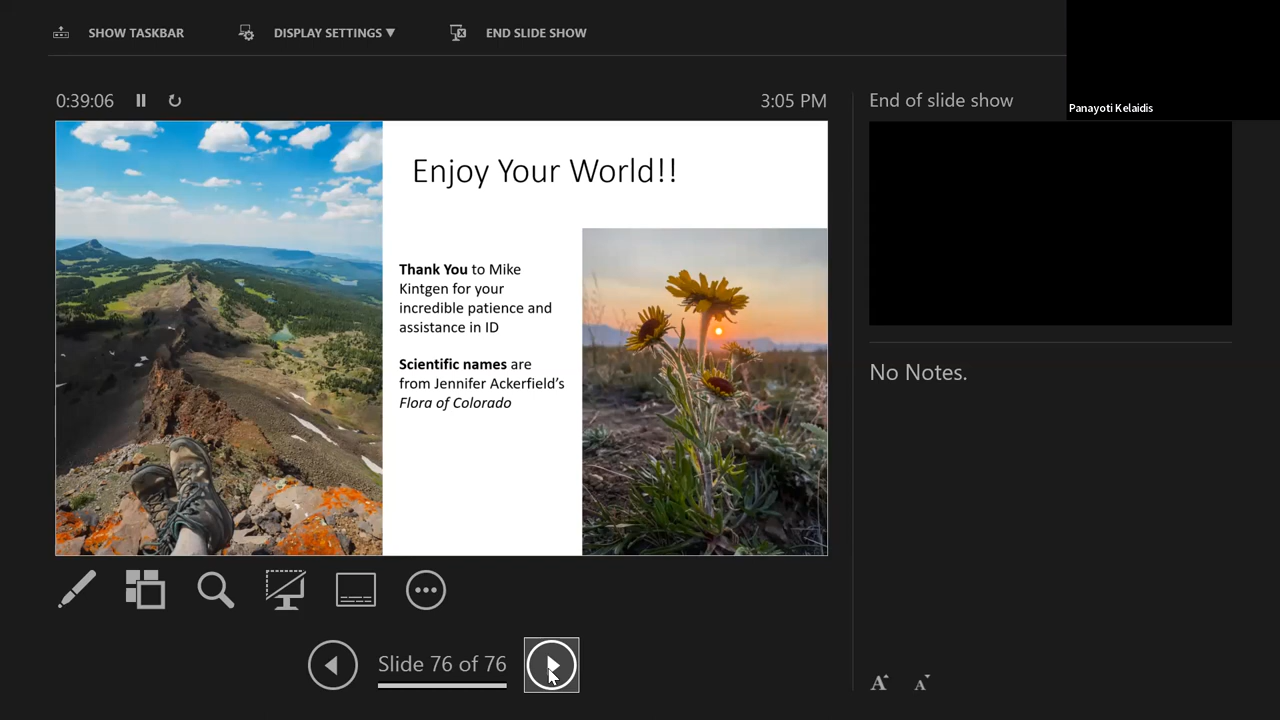 SHOW TASKBAR
DISPLAY SETTINGS ▼
END SLIDE SHOW
0:39:06
3:05 PM
End of slide show
Panayoti Kelaidis
Enjoy Your World!!
Thank You to Mike
Kintgen for your
incredible patience and
assistance in ID
Scientific names are
from Jennifer Ackerfield's
Flora of Colorado
No Notes.
Slide 76 of 76
A
A